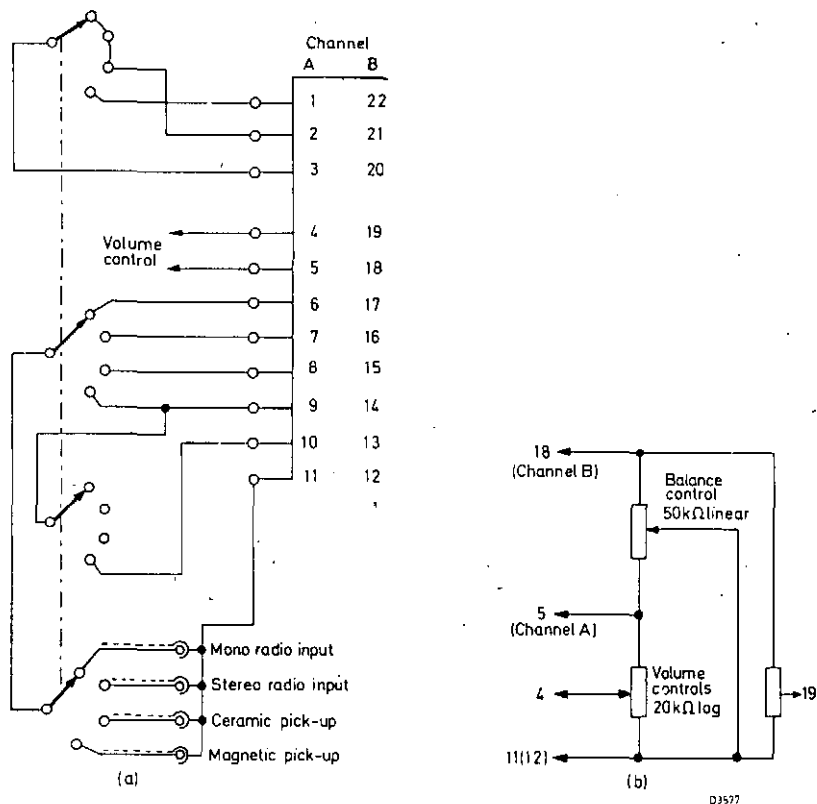 Channel
A B
1 22
2 21
3 20
4 19
Volume
control
5 18
6 17
7 16
8 15
9 14
10 13
11 12
Mono radio input
Stereo radio input
Ceramic pick-up
Magnetic pick-up
(a)
18
(Channel B)
Balance
control
50kΩ linear
5
(Channel A)
Volume
controls
20kΩ log
4
19
11(12)
(b)
D3577